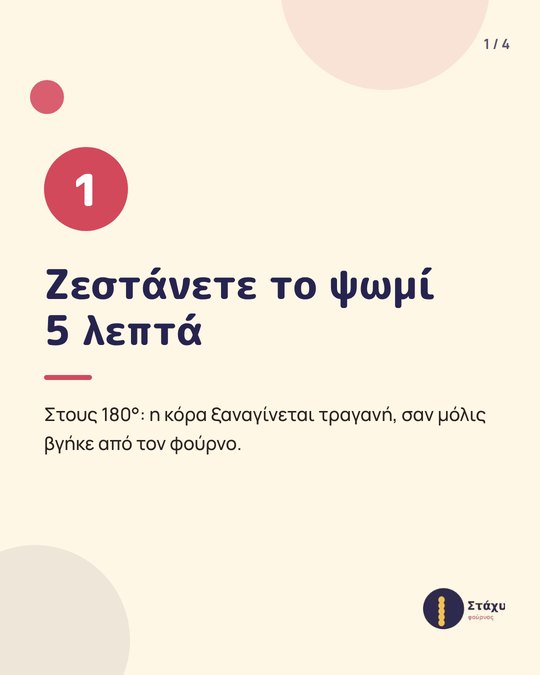 1 / 4
1
Ζεστάνετε το ψωμί
5 λεπτά
Στους 180°: η κόρα ξαναγίνεται τραγανή, σαν μόλις
βγήκε από τον φούρνο.
Στάχυ
φούρνος